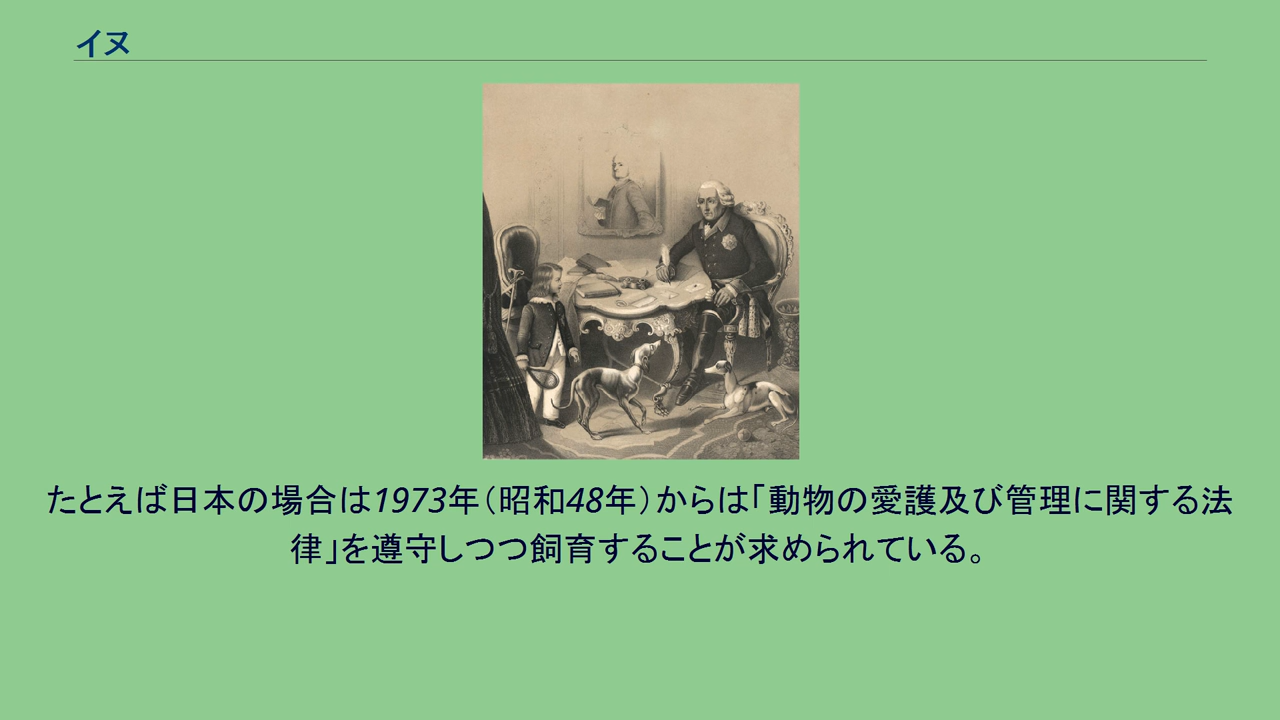 イヌ
たとえば日本の場合は1973年（昭和48年）からは「動物の愛護及び管理に関する法
律」を遵守しつつ飼育することが求められている。